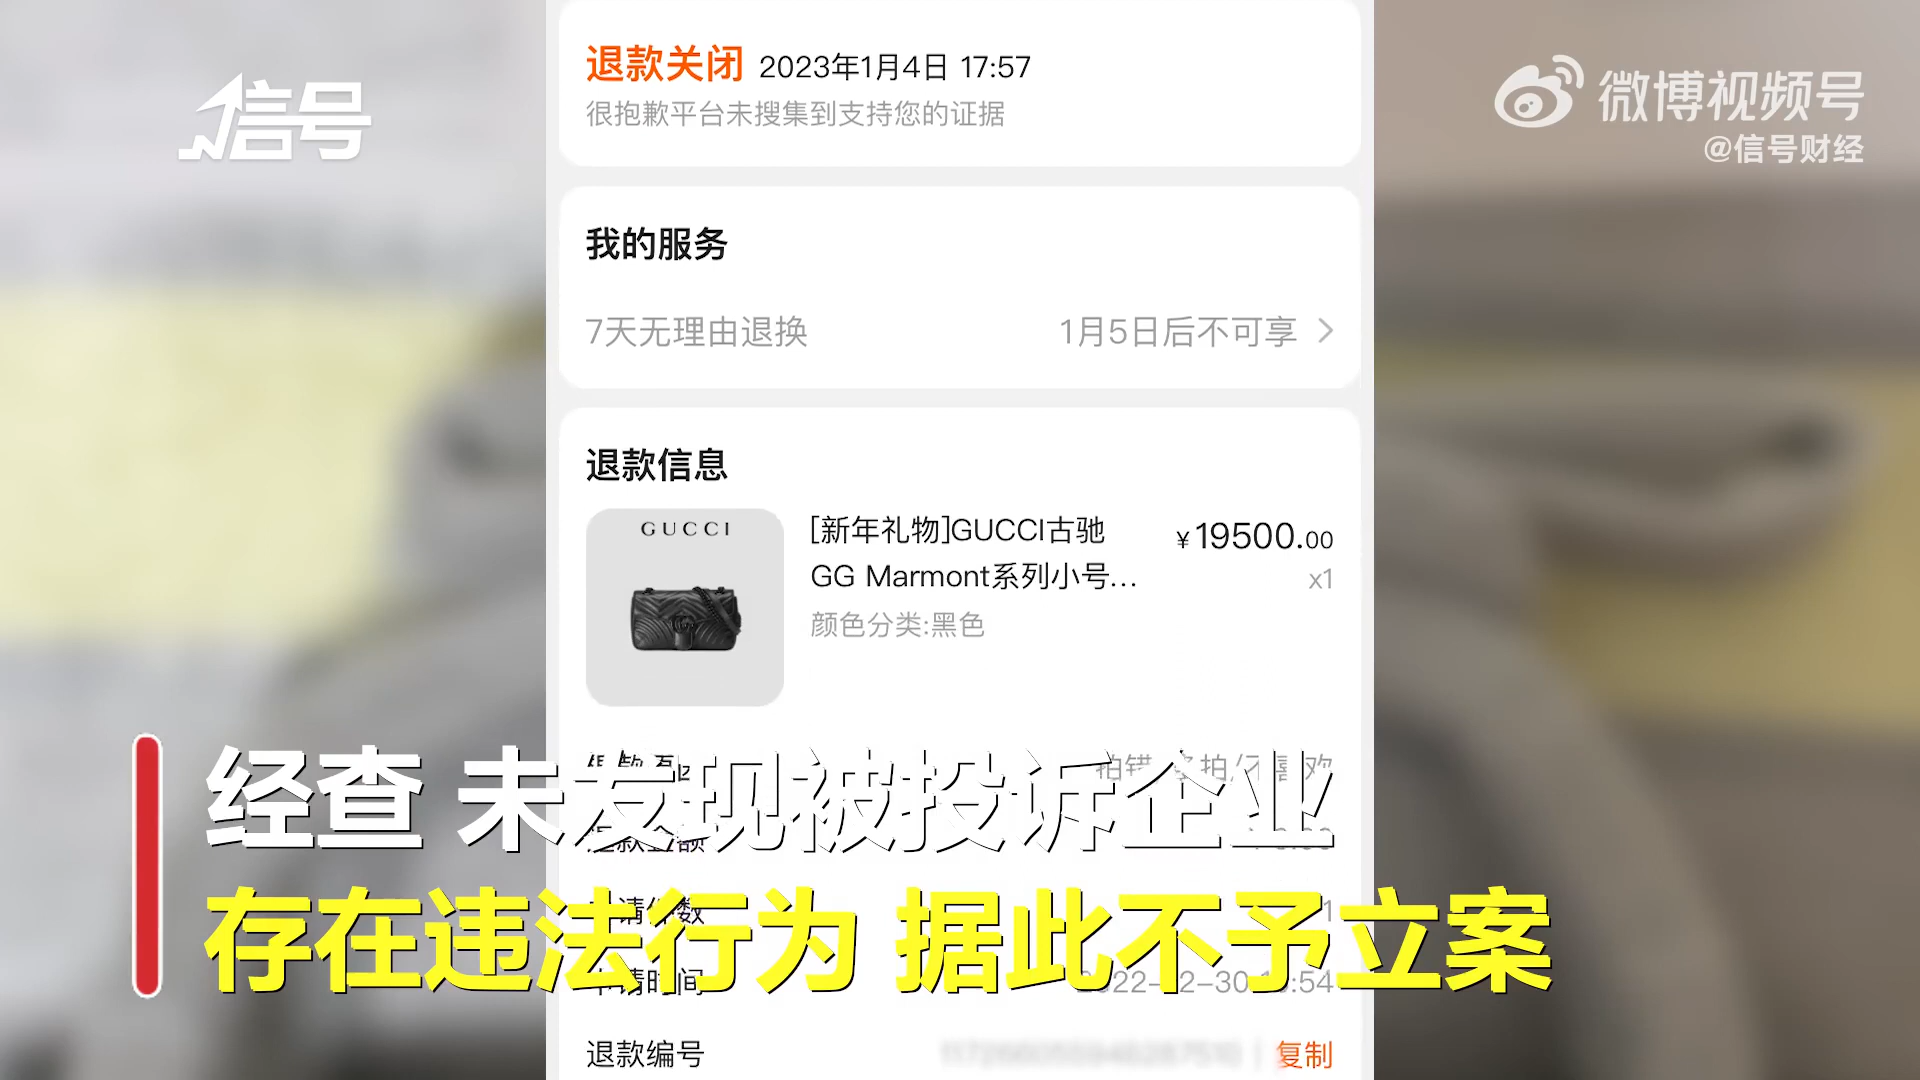 信号
微博视频号
@信号财经
退款关闭 2023年1月4日 17:57
很抱歉平台未搜集到支持您的证据
我的服务
7天无理由退换 1月5日后不可享
退款信息
GUCCI
[新年礼物]GUCCI古驰 ¥19500.00
GG Marmont系列小号... x1
颜色分类:黑色
经查 未发现被投诉企业
存在违法行为 据此不予立案
申请时间
退款编号 复制